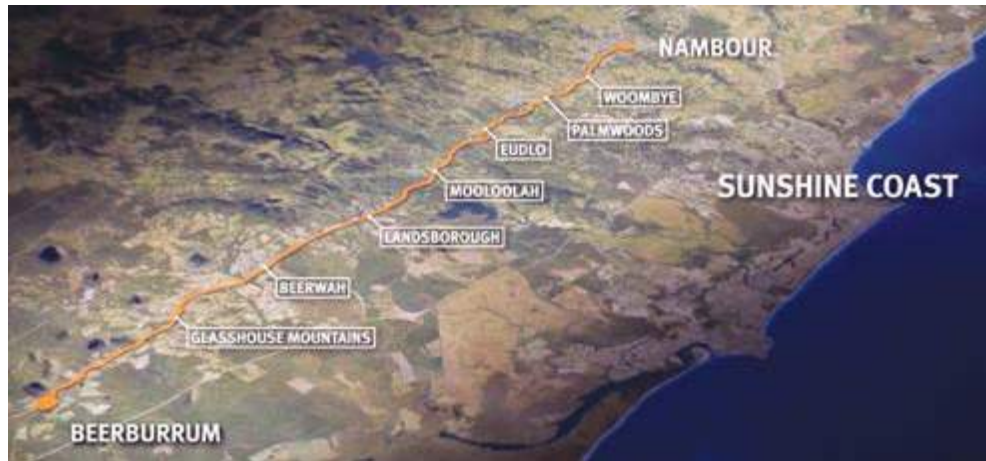 NAMBOUR
WOOMBYE
PALMWOODS
EUDLO
SUNSHINE COAST
MOOLOOLAH
LANDSBOROUGH
BEERWAH
GLASSHOUSE MOUNTAINS
BEERBURRUM